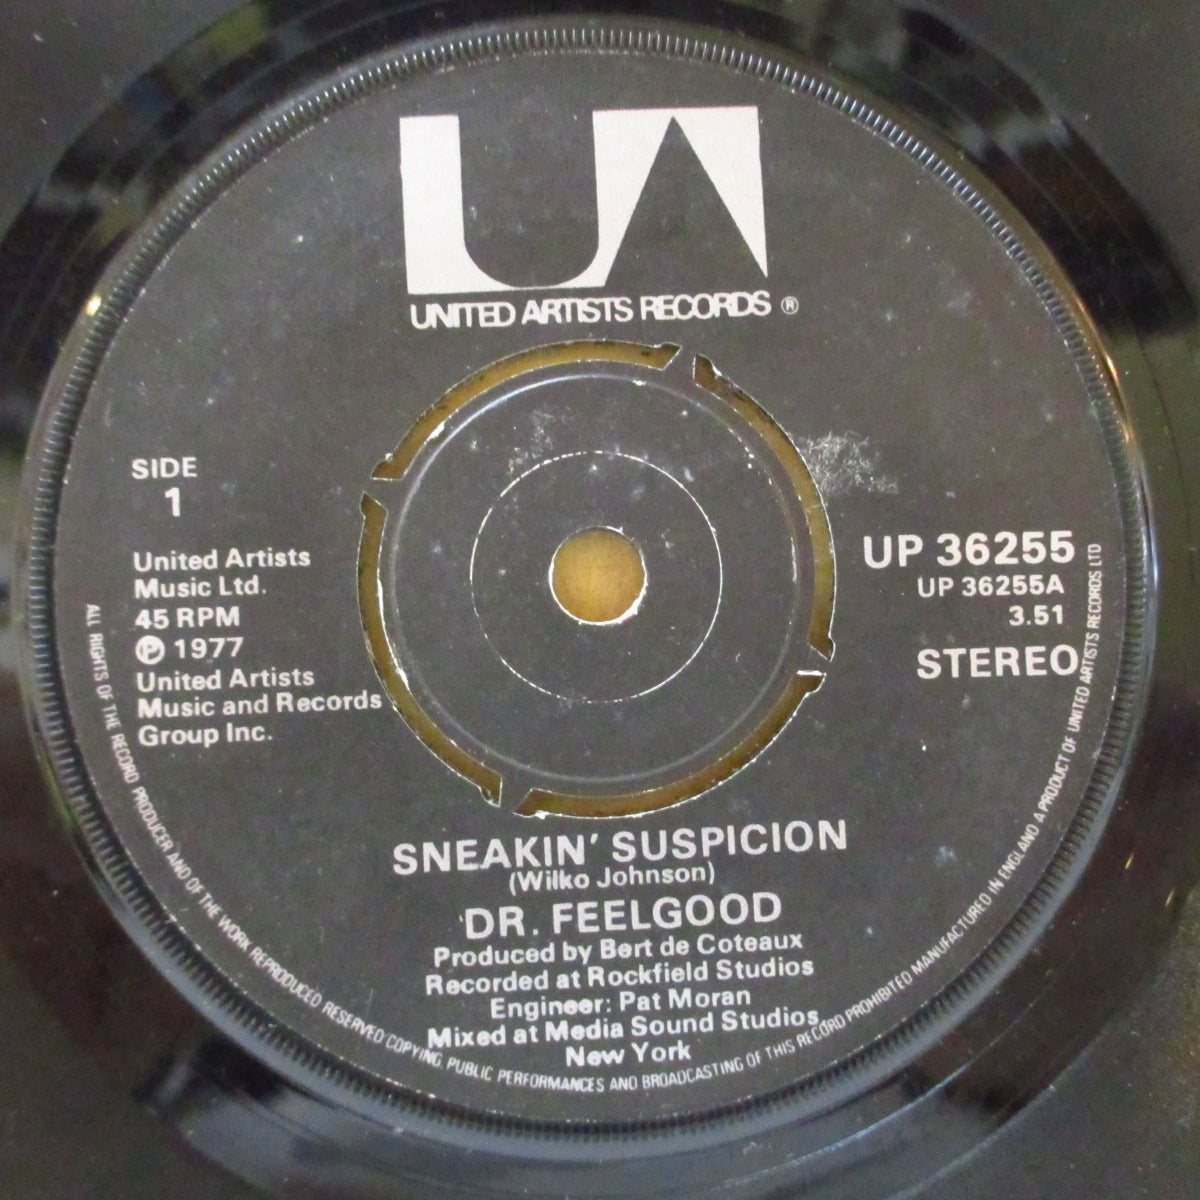 UA
UNITED ARTISTS RECORDS ®
SIDE
1
United Artists
Music Ltd.
45 RPM
℗ 1977
United Artists
Music and Records
Group Inc.
UP 36255
UP 36255A
3.51
STEREO
SNEAKIN' SUSPICION
(Wilko Johnson)
DR. FEELGOOD
Produced by Bert de Coteaux
Recorded at Rockfield Studios
Engineer: Pat Moran
Mixed at Media Sound Studios
New York
ALL RIGHTS OF THE RECORD PRODUCER AND OF THE WORK REPRODUCED RESERVED COPYING, PUBLIC PERFORMANCES AND BROADCASTING OF THIS RECORD PROHIBITED MANUFACTURED IN ENGLAND A PRODUCT OF UNITED ARTISTS RECORDS LTD